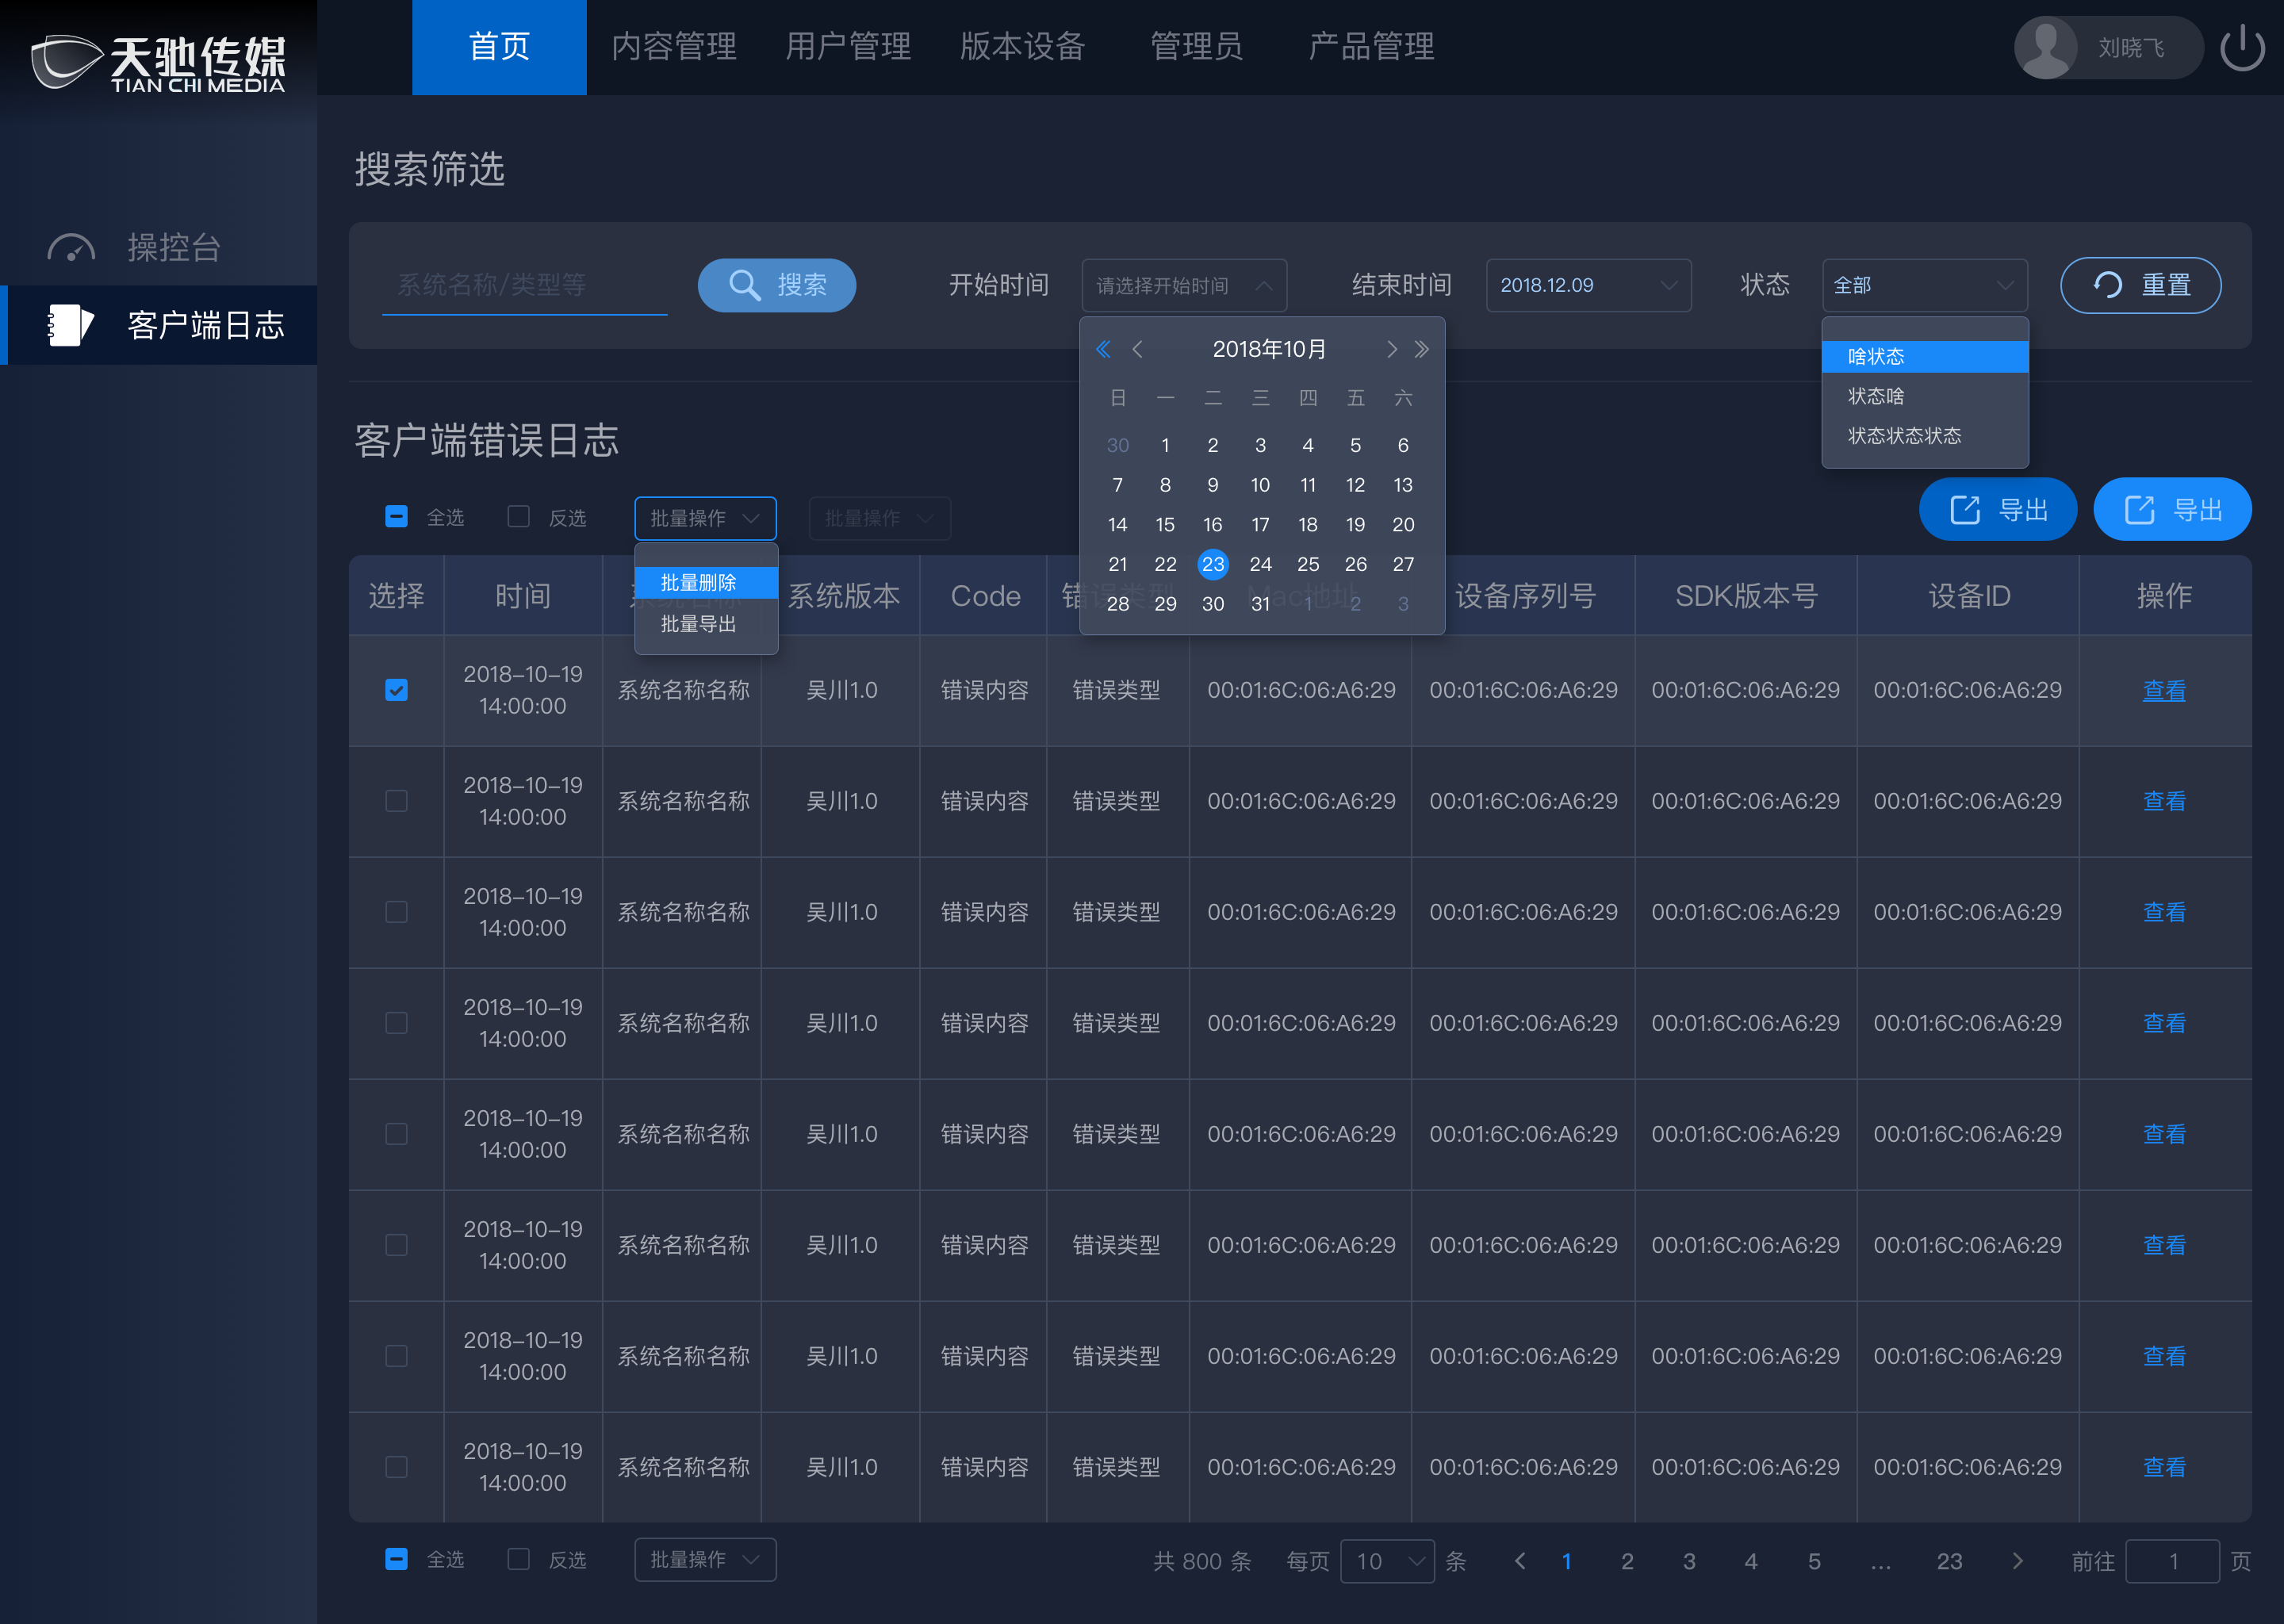 天驰传媒
TIAN CHI MEDIA
首页 内容管理 用户管理 版本设备 管理员 产品管理
刘晓飞
操控台
客户端日志
搜索筛选
系统名称/类型等 搜索 开始时间 请选择开始时间 结束时间 2018.12.09 状态 全部 重置
啥状态
状态啥
状态状态状态
2018年10月
日 一 二 三 四 五 六
30 1 2 3 4 5 6
7 8 9 10 11 12 13
14 15 16 17 18 19 20
21 22 23 24 25 26 27
28 29 30 31 1 2 3
客户端错误日志
全选 反选 批量操作 批量操作 导出 导出
批量删除
批量导出
选择 时间 系统名称 系统版本 Code 错误类型 Mac地址 设备序列号 SDK版本号 设备ID 操作
2018-10-19
14:00:00 系统名称名称 吴川1.0 错误内容 错误类型 00:01:6C:06:A6:29 00:01:6C:06:A6:29 00:01:6C:06:A6:29 00:01:6C:06:A6:29 查看
2018-10-19
14:00:00 系统名称名称 吴川1.0 错误内容 错误类型 00:01:6C:06:A6:29 00:01:6C:06:A6:29 00:01:6C:06:A6:29 00:01:6C:06:A6:29 查看
2018-10-19
14:00:00 系统名称名称 吴川1.0 错误内容 错误类型 00:01:6C:06:A6:29 00:01:6C:06:A6:29 00:01:6C:06:A6:29 00:01:6C:06:A6:29 查看
2018-10-19
14:00:00 系统名称名称 吴川1.0 错误内容 错误类型 00:01:6C:06:A6:29 00:01:6C:06:A6:29 00:01:6C:06:A6:29 00:01:6C:06:A6:29 查看
2018-10-19
14:00:00 系统名称名称 吴川1.0 错误内容 错误类型 00:01:6C:06:A6:29 00:01:6C:06:A6:29 00:01:6C:06:A6:29 00:01:6C:06:A6:29 查看
2018-10-19
14:00:00 系统名称名称 吴川1.0 错误内容 错误类型 00:01:6C:06:A6:29 00:01:6C:06:A6:29 00:01:6C:06:A6:29 00:01:6C:06:A6:29 查看
2018-10-19
14:00:00 系统名称名称 吴川1.0 错误内容 错误类型 00:01:6C:06:A6:29 00:01:6C:06:A6:29 00:01:6C:06:A6:29 00:01:6C:06:A6:29 查看
2018-10-19
14:00:00 系统名称名称 吴川1.0 错误内容 错误类型 00:01:6C:06:A6:29 00:01:6C:06:A6:29 00:01:6C:06:A6:29 00:01:6C:06:A6:29 查看
全选 反选 批量操作 共 800 条 每页 10 条 1 2 3 4 5 ... 23 前往 1 页